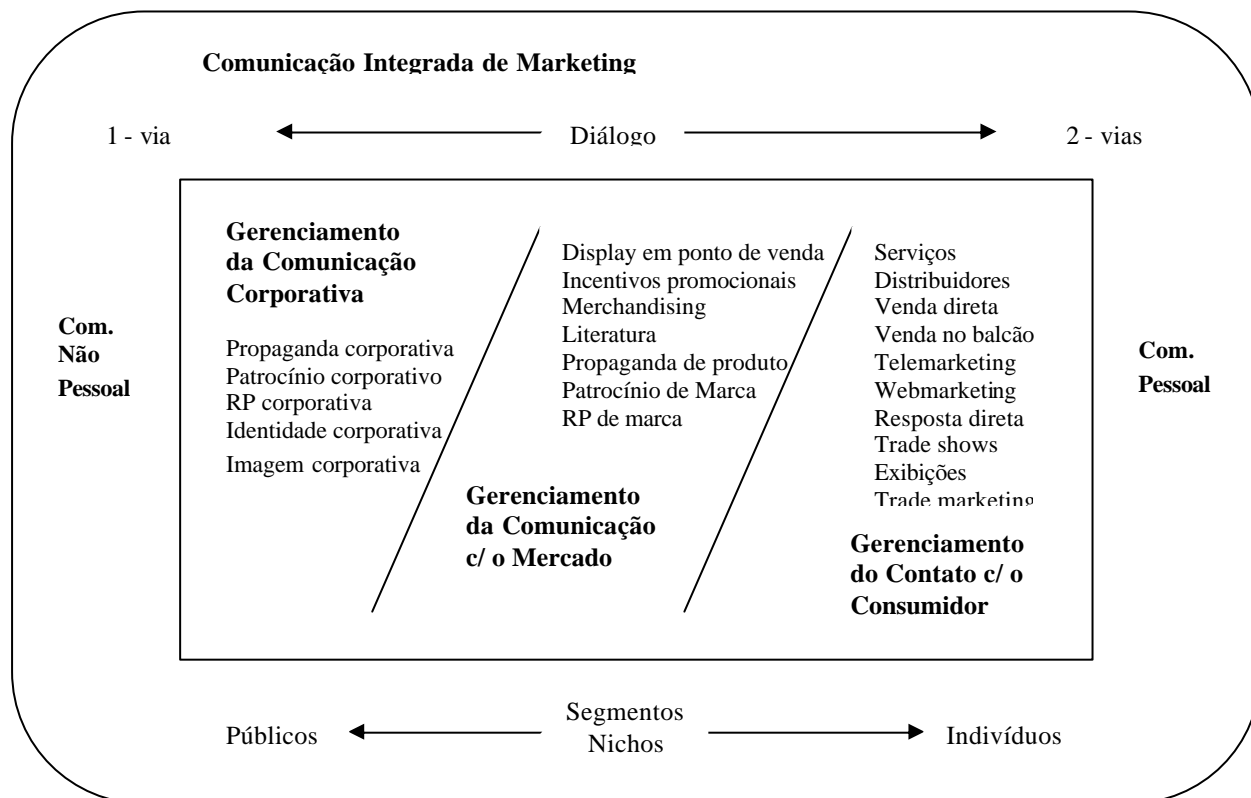 Comunicação Integrada de Marketing
1 - via
Diálogo
2 - vias
Com.
Não
Pessoal
Gerenciamento
da Comunicação
Corporativa
Propaganda corporativa
Patrocínio corporativo
RP corporativa
Identidade corporativa
Imagem corporativa
Display em ponto de venda
Incentivos promocionais
Merchandising
Literatura
Propaganda de produto
Patrocínio de Marca
RP de marca
Gerenciamento
da Comunicação
c/ o Mercado
Serviços
Distribuidores
Venda direta
Venda no balcão
Telemarketing
Webmarketing
Resposta direta
Trade shows
Exibições
Trade marketing
Gerenciamento
do Contato c/ o
Consumidor
Com.
Pessoal
Públicos
Segmentos
Nichos
Indivíduos